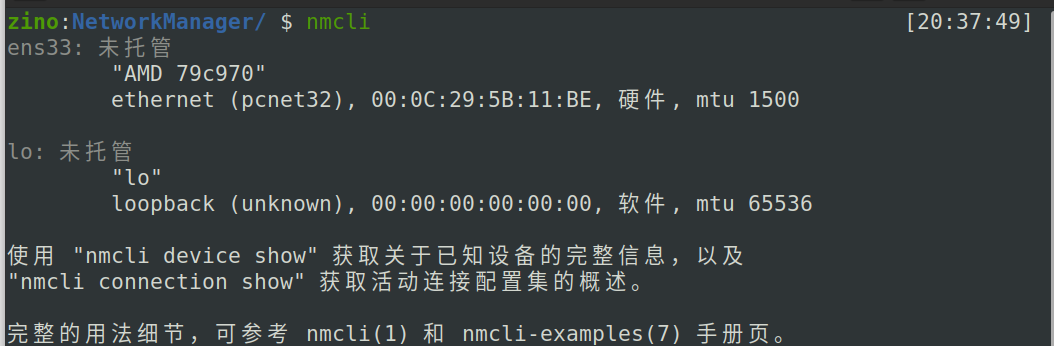 zino:NetworkManager/ $ nmcli [20:37:49]
ens33: 未托管
"AMD 79c970"
ethernet (pcnet32), 00:0C:29:5B:11:BE, 硬件, mtu 1500
lo: 未托管
"lo"
loopback (unknown), 00:00:00:00:00:00, 软件, mtu 65536
使用 "nmcli device show" 获取关于已知设备的完整信息，以及
"nmcli connection show" 获取活动连接配置集的概述。
完整的用法细节，可参考 nmcli(1) 和 nmcli-examples(7) 手册页。